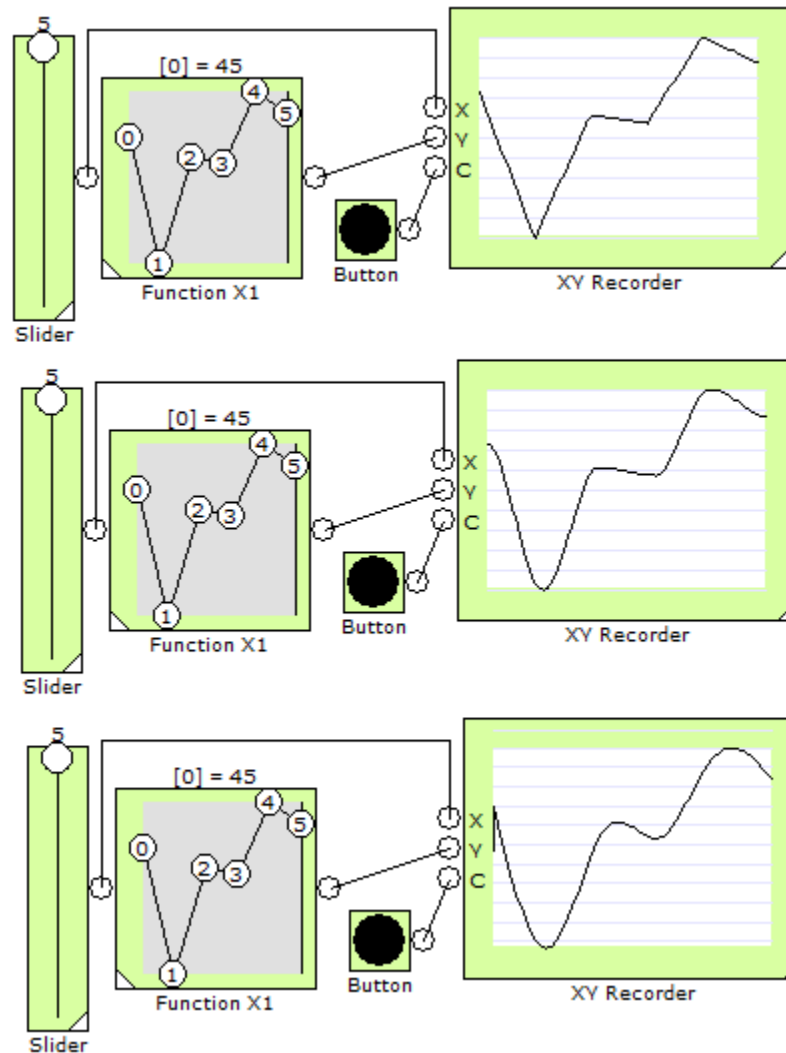 5
[0] = 45
0
1
2
3
4
5
X
Y
C
Button
Function X1
XY Recorder
Slider
5
[0] = 45
0
1
2
3
4
5
X
Y
C
Button
Function X1
XY Recorder
Slider
5
[0] = 45
0
1
2
3
4
5
X
Y
C
Button
Function X1
XY Recorder
Slider